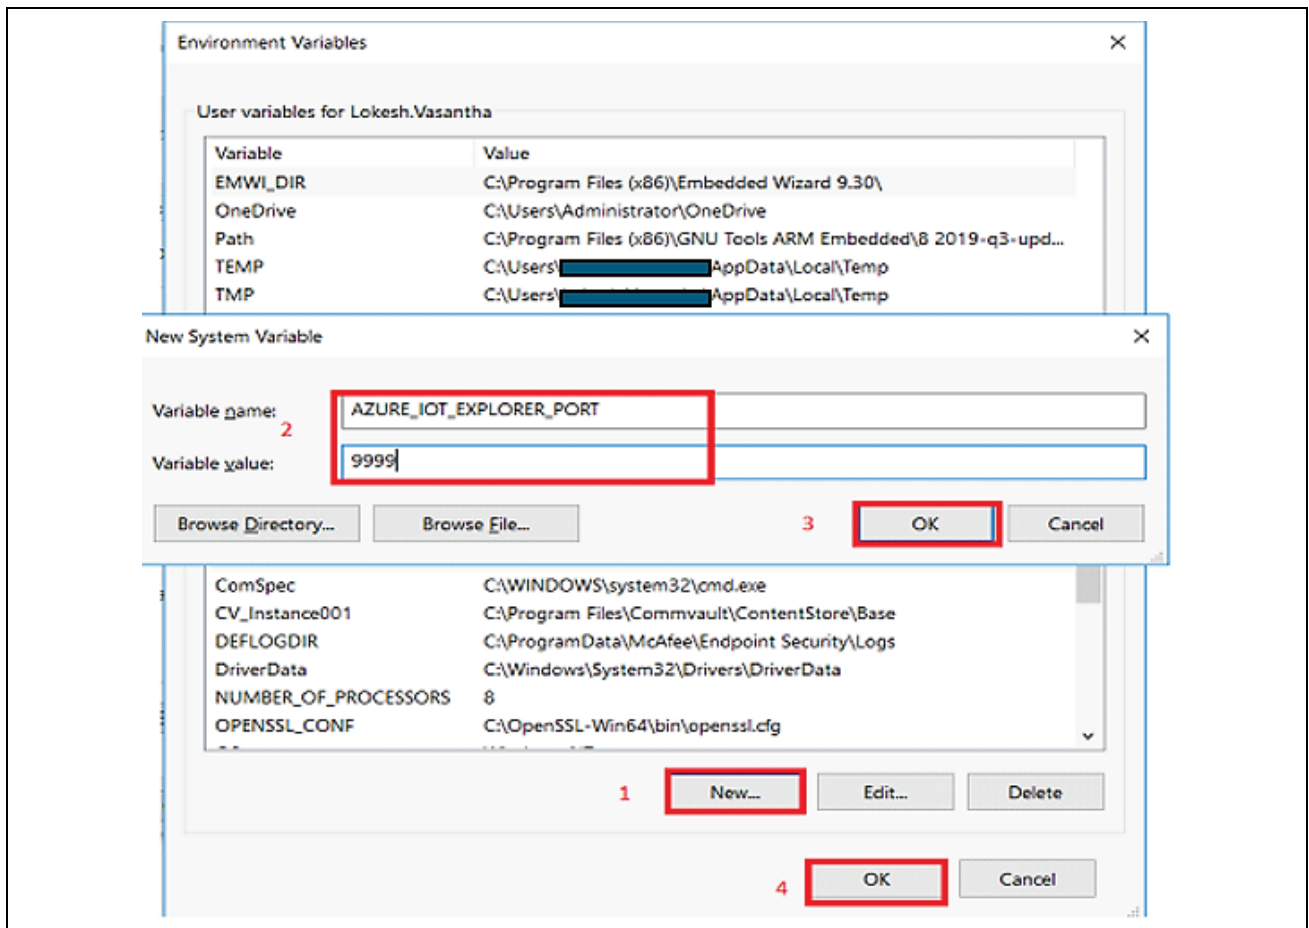 Environment Variables
User variables for Lokesh.Vasantha
Variable Value
EMWI_DIR C:\Program Files (x86)\Embedded Wizard 9.30\
OneDrive C:\Users\Administrator\OneDrive
Path C:\Program Files (x86)\GNU Tools ARM Embedded\8 2019-q3-upd...
TEMP C:\Users\ AppData\Local\Temp
TMP C:\Users\ AppData\Local\Temp
New System Variable
Variable name: AZURE_IOT_EXPLORER_PORT
2
Variable value: 9999
Browse Directory... Browse File... 3 OK Cancel
ComSpec C:\WINDOWS\system32\cmd.exe
CV_Instance001 C:\Program Files\Commvault\ContentStore\Base
DEFLOGDIR C:\ProgramData\McAfee\Endpoint Security\Logs
DriverData C:\Windows\System32\Drivers\DriverData
NUMBER_OF_PROCESSORS 8
OPENSSL_CONF C:\OpenSSL-Win64\bin\openssl.cfg
1 New... Edit... Delete
4 OK Cancel